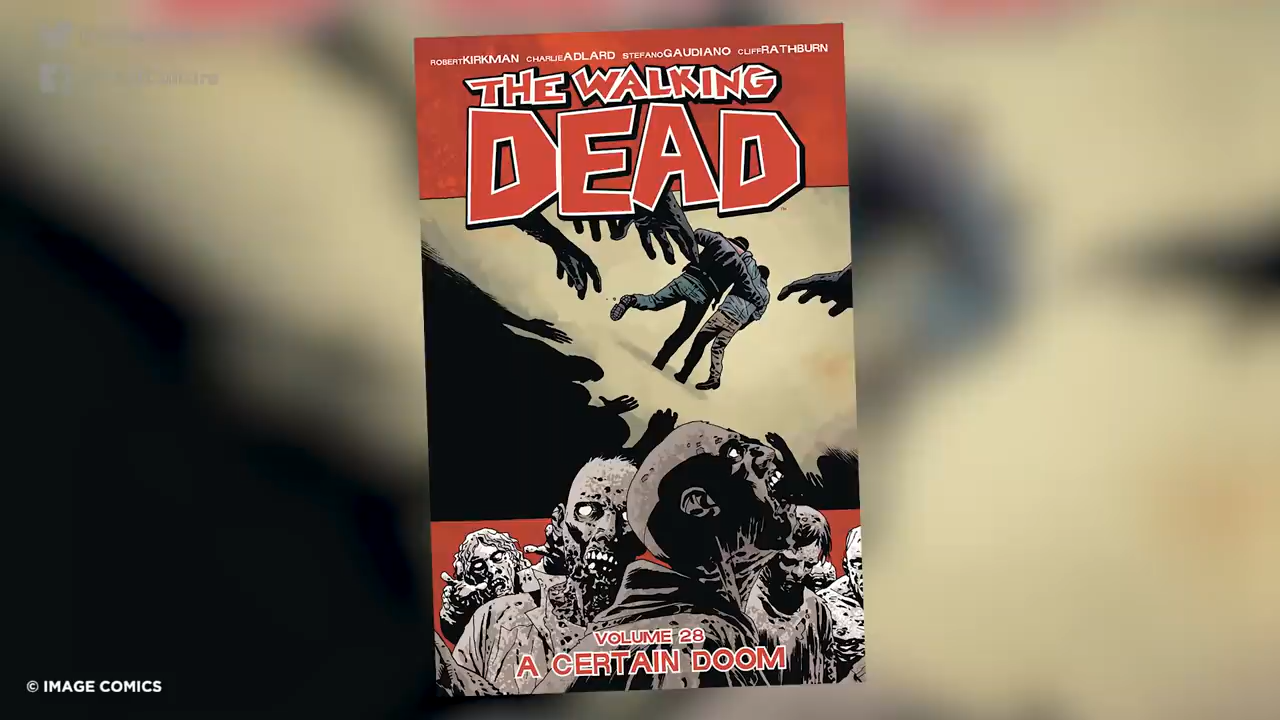 ROBERTKIRKMAN CHARLIEADLARD STEFANOGAUDIANO CLIFFRATHBURN
THE WALKING
DEAD
VOLUME 28
A CERTAIN DOOM
© IMAGE COMICS